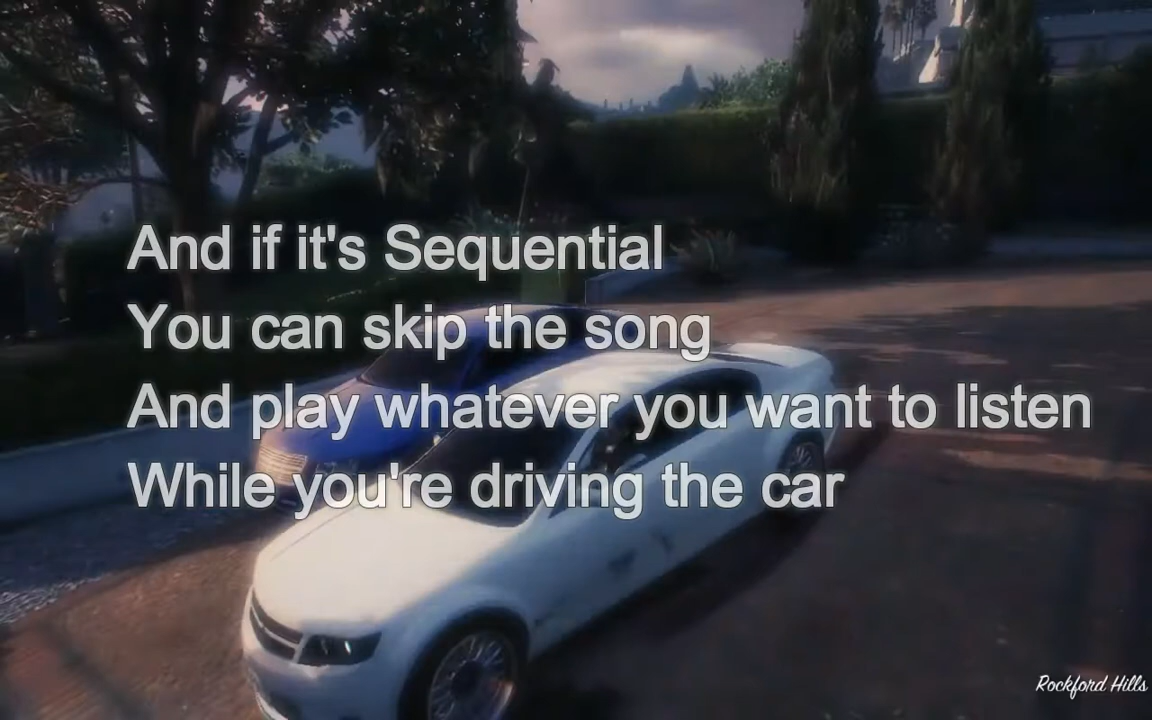 And if it's Sequential
You can skip the song
And play whatever you want to listen
While you're driving the car
Rockford Hills